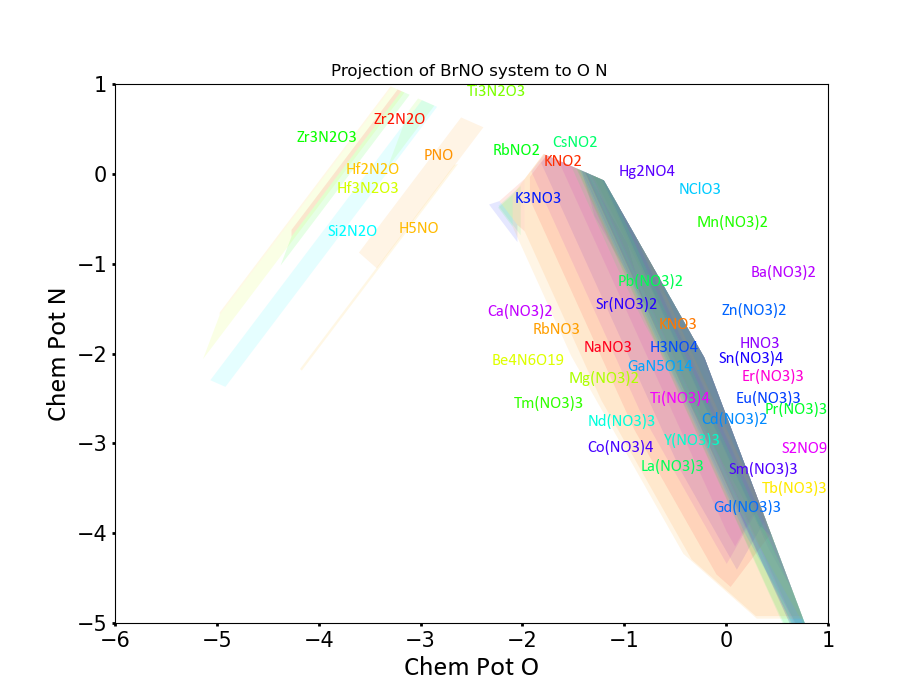 Projection of BrNO system to O N
Ti3N2O3
Zr2N2O
Zr3N2O3
CsNO2
RbNO2
PNO
KNO2
Hf2N2O
Hg2NO4
Hf3N2O3
NClO3
K3NO3
Mn(NO3)2
H5NO
Si2N2O
Ba(NO3)2
Pb(NO3)2
Sr(NO3)2
Ca(NO3)2
Zn(NO3)2
KNO3
RbNO3
HNO3
NaNO3
H3NO4
Sn(NO3)4
Be4N6O19
GaN5O14
Mg(NO3)2
Er(NO3)3
Ti(NO3)4
Eu(NO3)3
Tm(NO3)3
Pr(NO3)3
Nd(NO3)3
Cd(NO3)2
Y(NO3)3
Co(NO3)4
S2NO9
La(NO3)3
Sm(NO3)3
Tb(NO3)3
Gd(NO3)3
1
0
−1
−2
−3
−4
−5
−6 −5 −4 −3 −2 −1 0 1
Chem Pot N
Chem Pot O